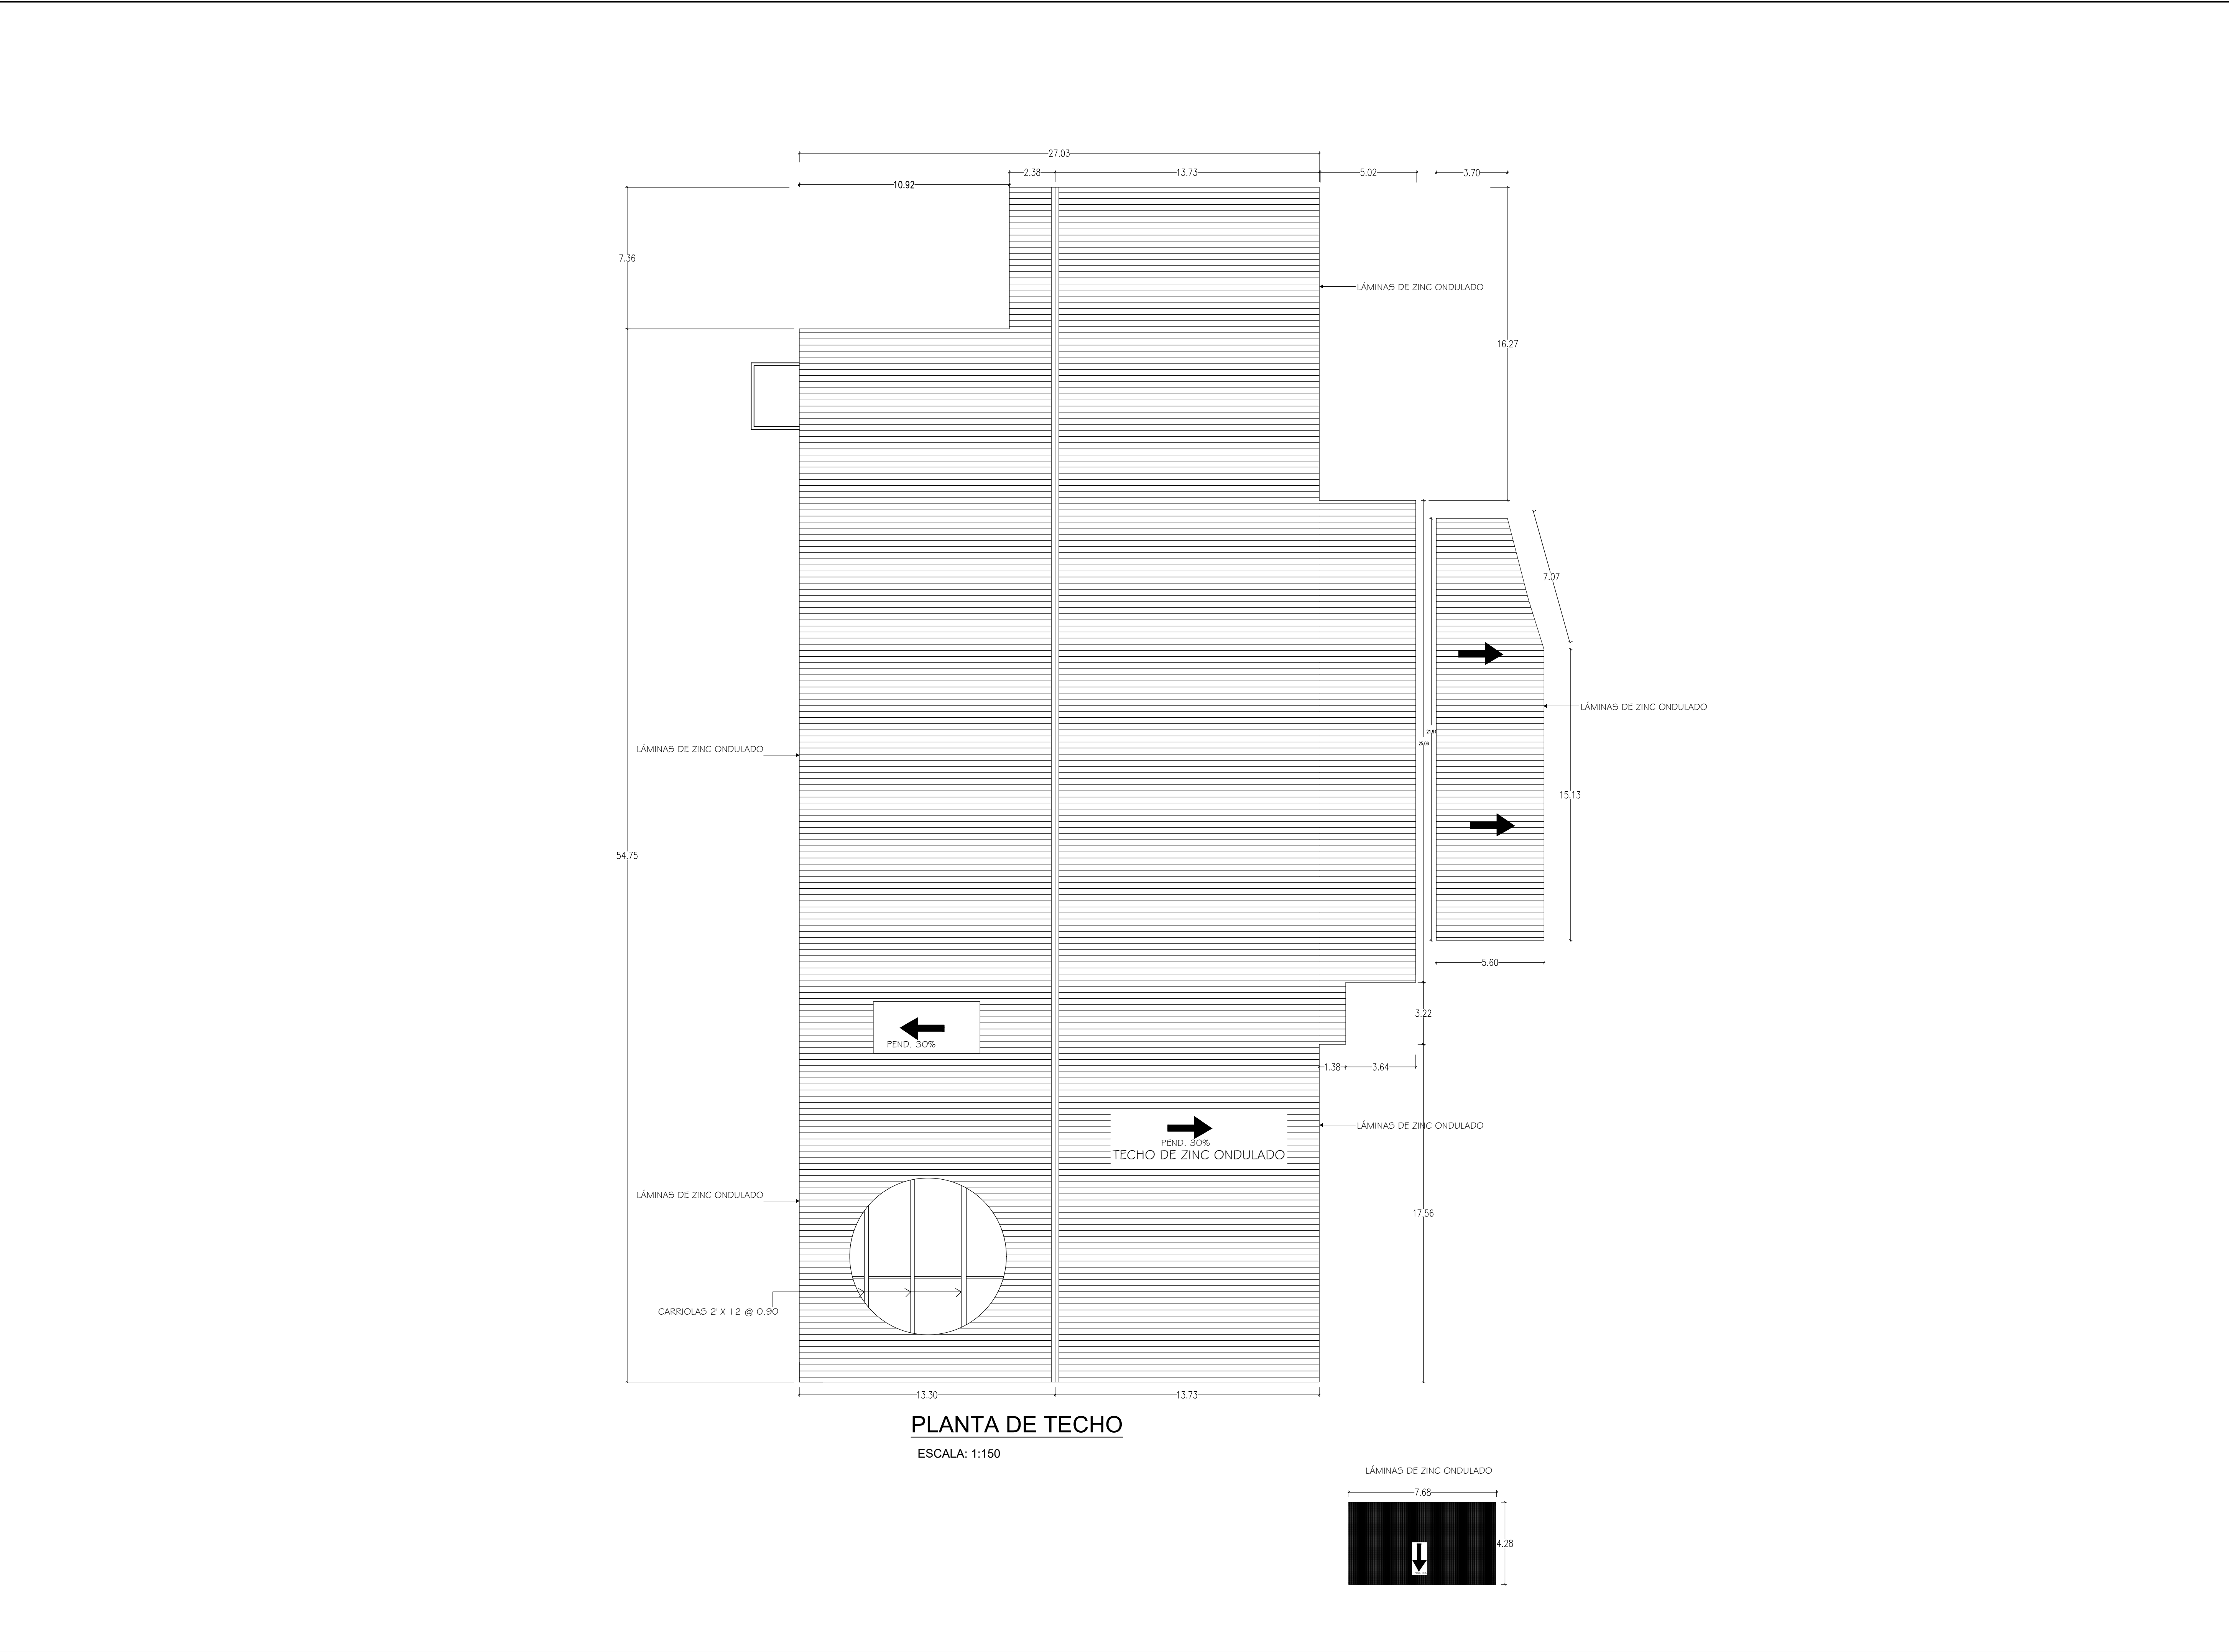 27.03
2.38
13.73
5.02
3.70
10.92
7.36
LÁMINAS DE ZINC ONDULADO
16.27
7.07
LÁMINAS DE ZINC ONDULADO
21.94
25.06
LÁMINAS DE ZINC ONDULADO
15.13
54.75
5.60
3.22
PEND. 30%
1.38
3.64
LÁMINAS DE ZINC ONDULADO
PEND. 30%
TECHO DE ZINC ONDULADO
LÁMINAS DE ZINC ONDULADO
17.56
CARRIOLAS 2' X 12 @ 0.90
13.30
13.73
PLANTA DE TECHO
ESCALA: 1:150
LÁMINAS DE ZINC ONDULADO
7.68
4.28